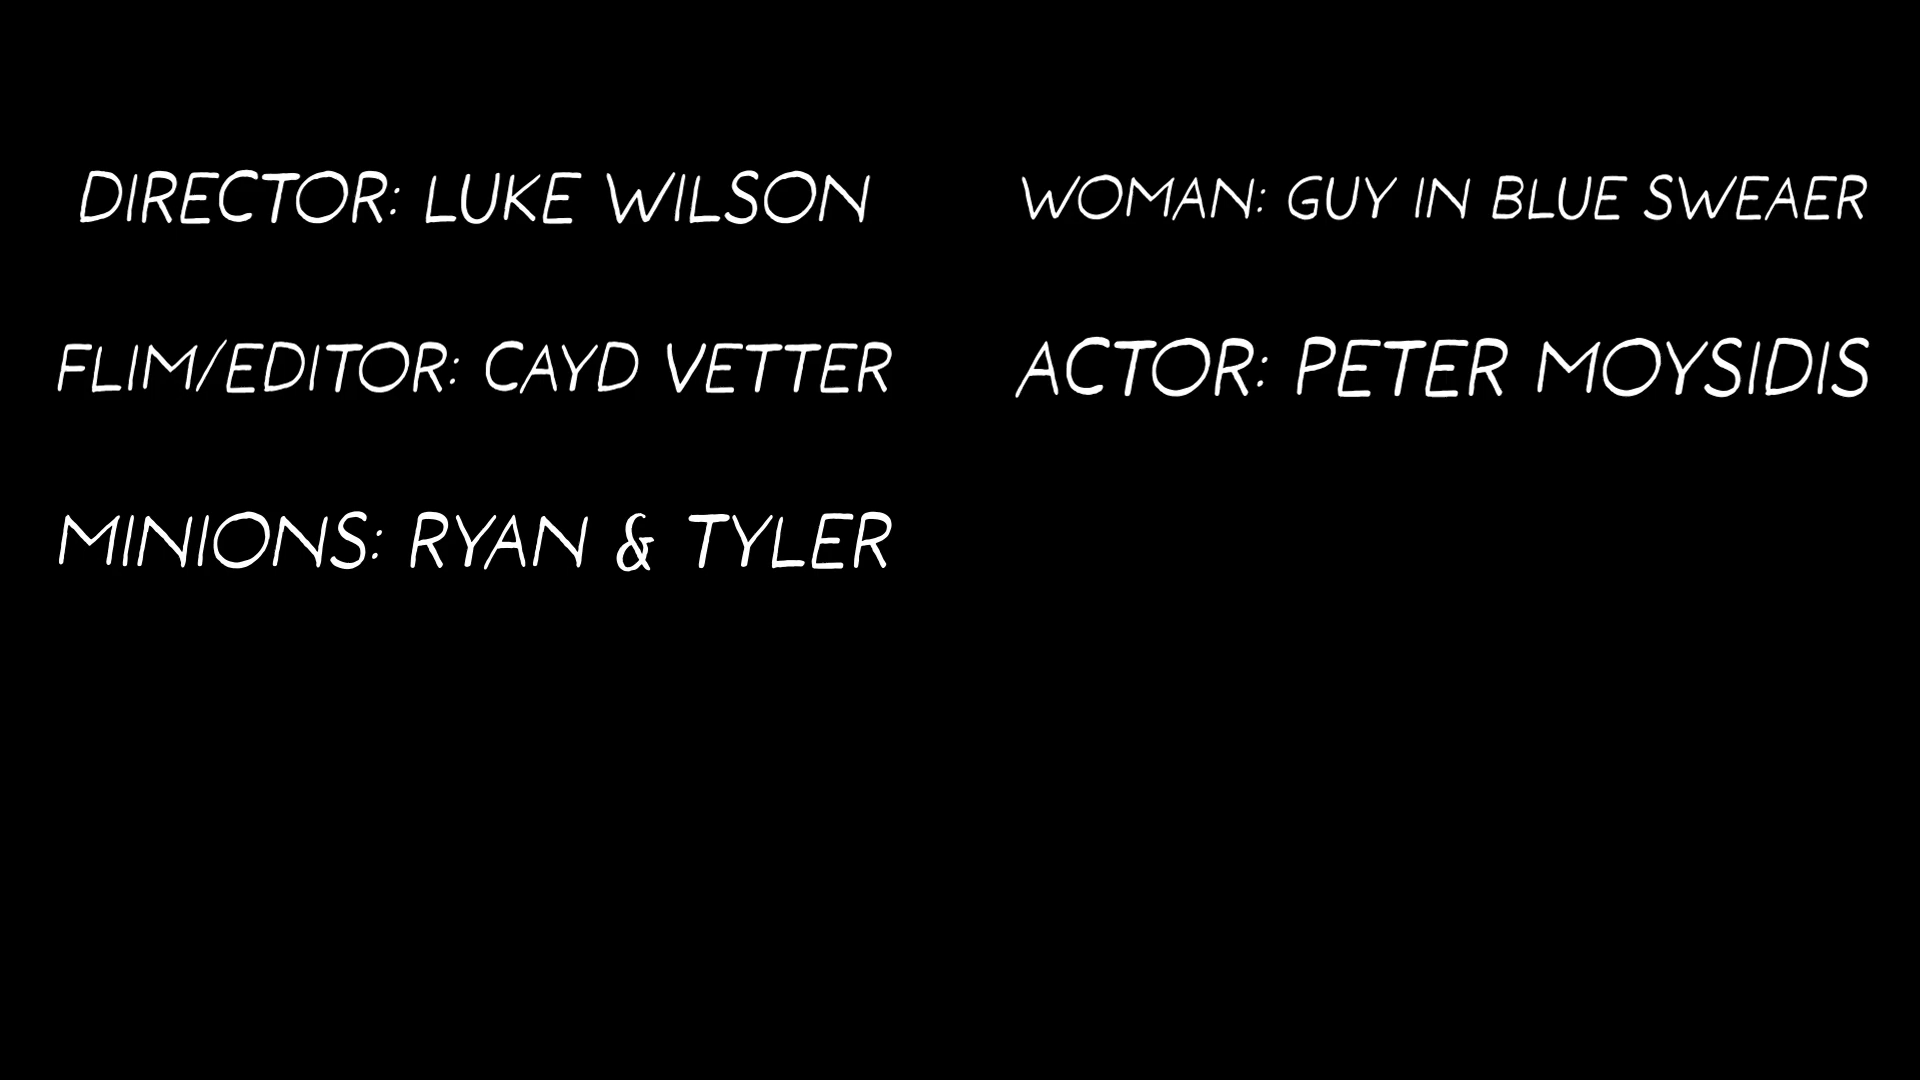 DIRECTOR: LUKE WILSON
FLIM/EDITOR: CAYD VETTER
MINIONS: RYAN & TYLER
WOMAN: GUY IN BLUE SWEAER
ACTOR: PETER MOYSIDIS